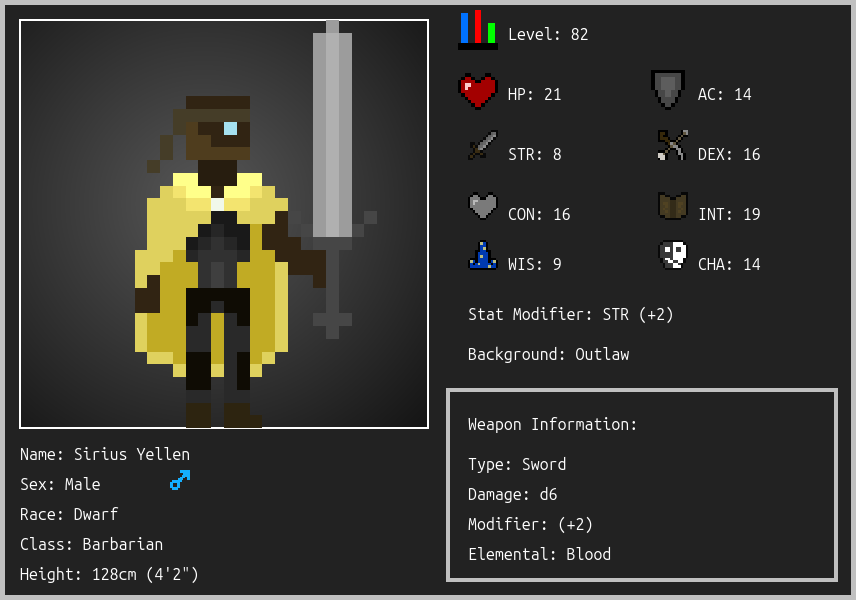 Level: 82
HP: 21
AC: 14
STR: 8
DEX: 16
CON: 16
INT: 19
WIS: 9
CHA: 14
Stat Modifier: STR (+2)
Background: Outlaw
Weapon Information:
Type: Sword
Damage: d6
Modifier: (+2)
Elemental: Blood
Name: Sirius Yellen
Sex: Male
Race: Dwarf
Class: Barbarian
Height: 128cm (4'2")